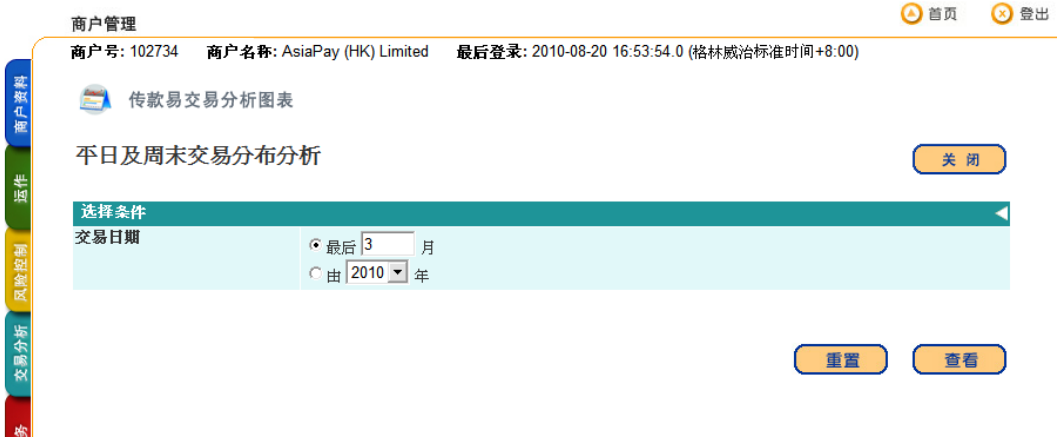 首页 登出
商户管理
商户号: 102734 商户名称: AsiaPay (HK) Limited 最后登录: 2010-08-20 16:53:54.0 (格林威治标准时间+8:00)
商户资料
传款易交易分析图表
平日及周末交易分布分析
关 闭
运作
选择条件
交易日期
最后 3 月
由 2010 年
风险控制
交易分析
重置 查看
务